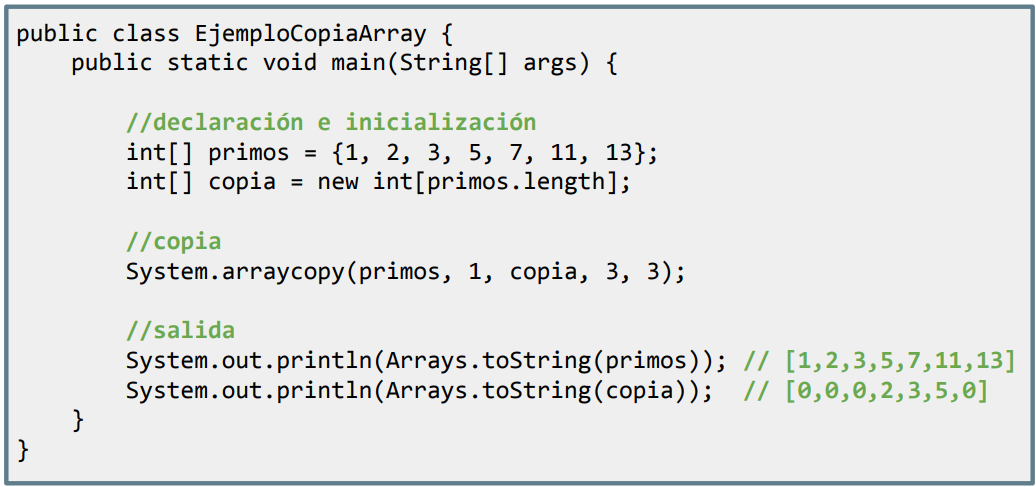 public class EjemploCopiaArray {
    public static void main(String[] args) {

        //declaración e inicialización
        int[] primos = {1, 2, 3, 5, 7, 11, 13};
        int[] copia = new int[primos.length];

        //copia
        System.arraycopy(primos, 1, copia, 3, 3);

        //salida
        System.out.println(Arrays.toString(primos)); // [1,2,3,5,7,11,13]
        System.out.println(Arrays.toString(copia));  // [0,0,0,2,3,5,0]
    }
}